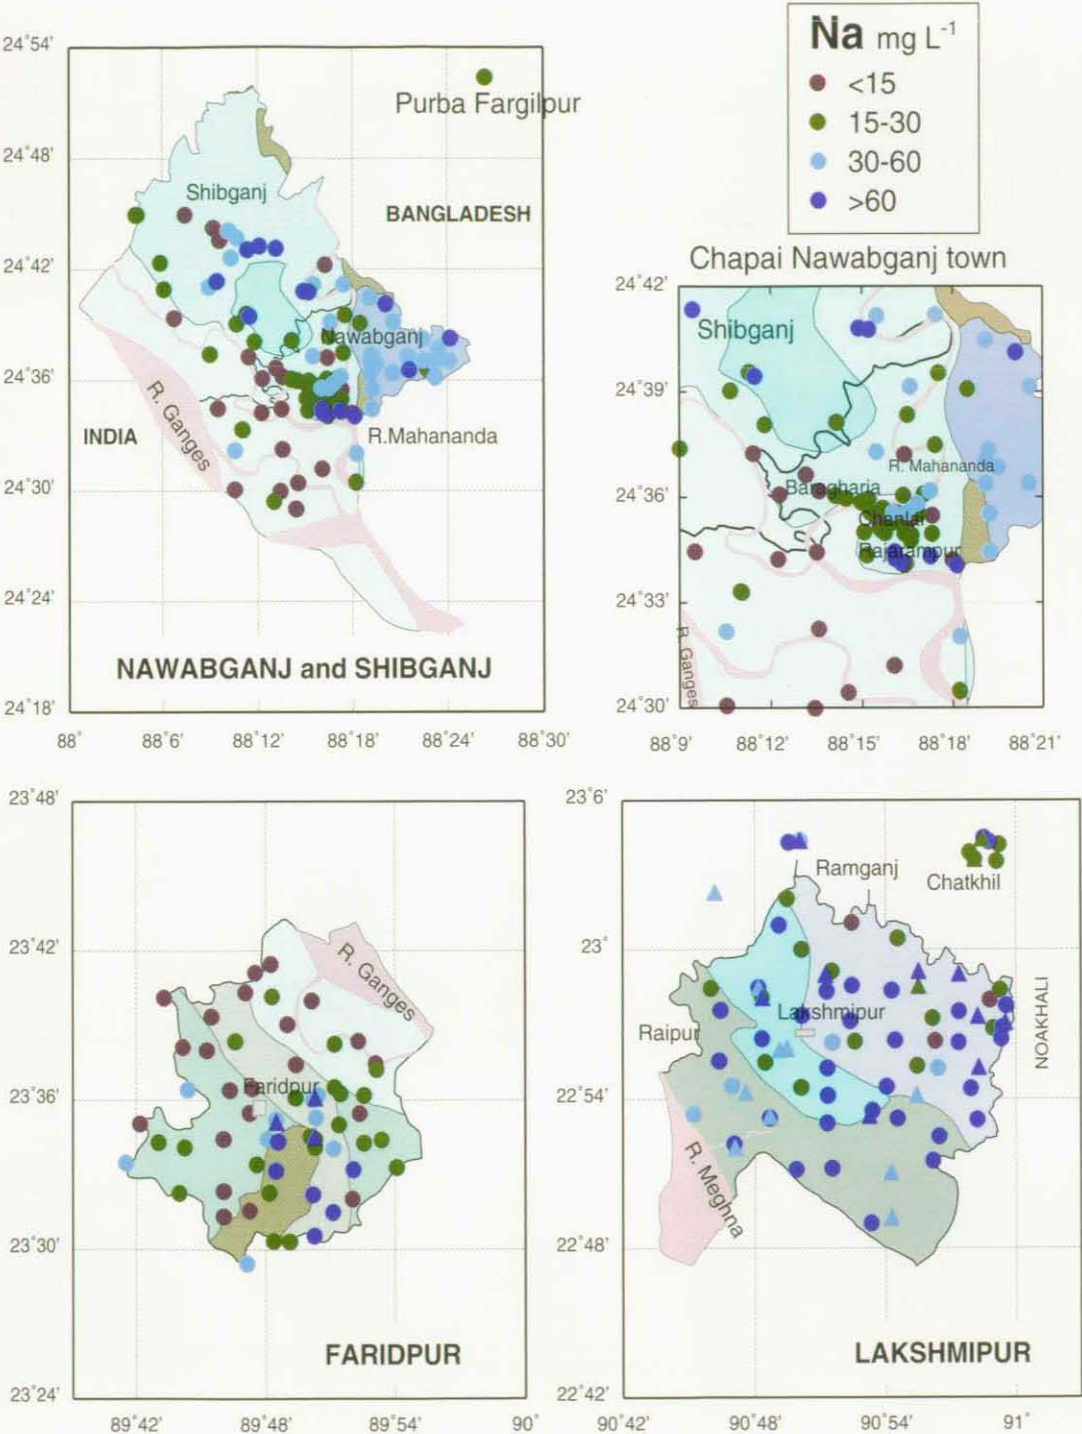 Na mg L⁻¹
<15
15-30
30-60
>60
24°54'
24°48'
24°42'
24°36'
24°30'
24°24'
24°18'
Purba Fargilpur
Shibganj
BANGLADESH
Nawabganj
R. Ganges
INDIA
R.Mahananda
NAWABGANJ and SHIBGANJ
88°
88°6'
88°12'
88°18'
88°24'
88°30'
Chapai Nawabganj town
24°42'
24°39'
24°36'
24°33'
24°30'
Shibganj
R. Mahananda
Baragharia
Chanlai
Rajarampur
R. Ganges
88°9'
88°12'
88°15'
88°18'
88°21'
23°48'
23°42'
23°36'
23°30'
23°24'
R. Ganges
Faridpur
FARIDPUR
89°42'
89°48'
89°54'
90°
23°6'
23°
22°54'
22°48'
22°42'
Ramganj
Chatkhil
Lakshmipur
Raipur
NOAKHALI
R. Meghna
LAKSHMIPUR
90°42'
90°48'
90°54'
91°